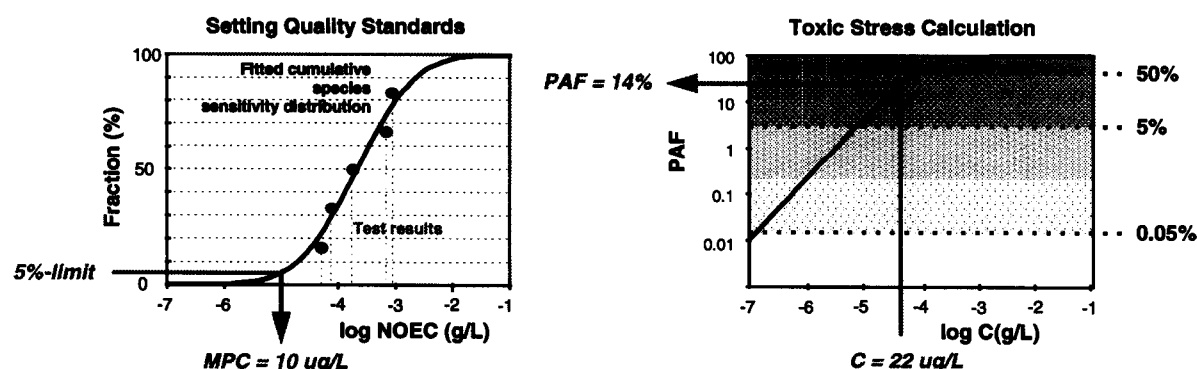 Setting Quality Standards
100
50
0
Fraction (%)
Fitted cumulative
species
sensitivity distribution
Test results
5%-limit
-7 -6 -5 -4 -3 -2 -1
log NOEC (g/L)
MPC = 10 ug/L
Toxic Stress Calculation
PAF = 14%
PAF
100
10
1
0.1
0.01
50%
5%
0.05%
-7 -6 -5 -4 -3 -2 -1
log C(g/L)
C = 22 ug/L